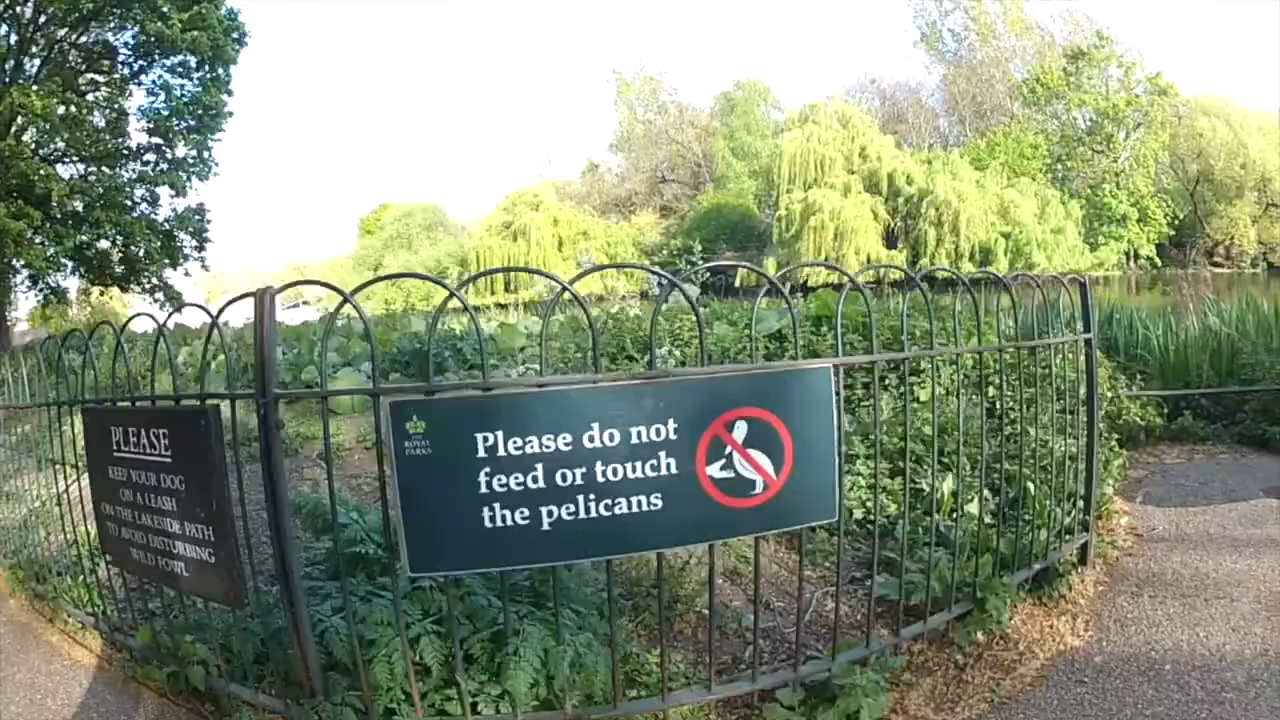 PLEASE
KEEP YOUR DOG
ON A LEASH
ON THE LAKESIDE PATH
TO AVOID DISTURBING
WILD FOWL
THE
ROYAL
PARKS
Please do not
feed or touch
the pelicans